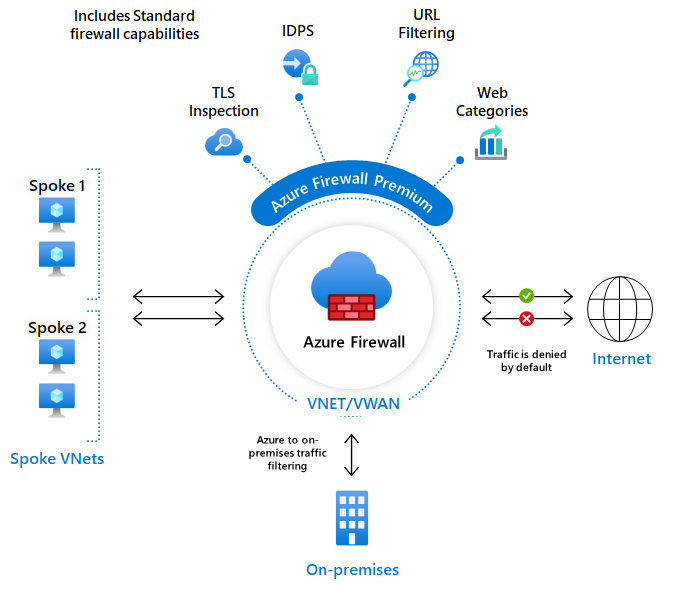 Includes Standard
firewall capabilities
IDPS
URL
Filtering
TLS
Inspection
Web
Categories
Azure Firewall Premium
Spoke 1
Spoke 2
Spoke VNets
Azure Firewall
VNET/VWAN
Traffic is denied
by default
Internet
Azure to on-
premises traffic
filtering
On-premises